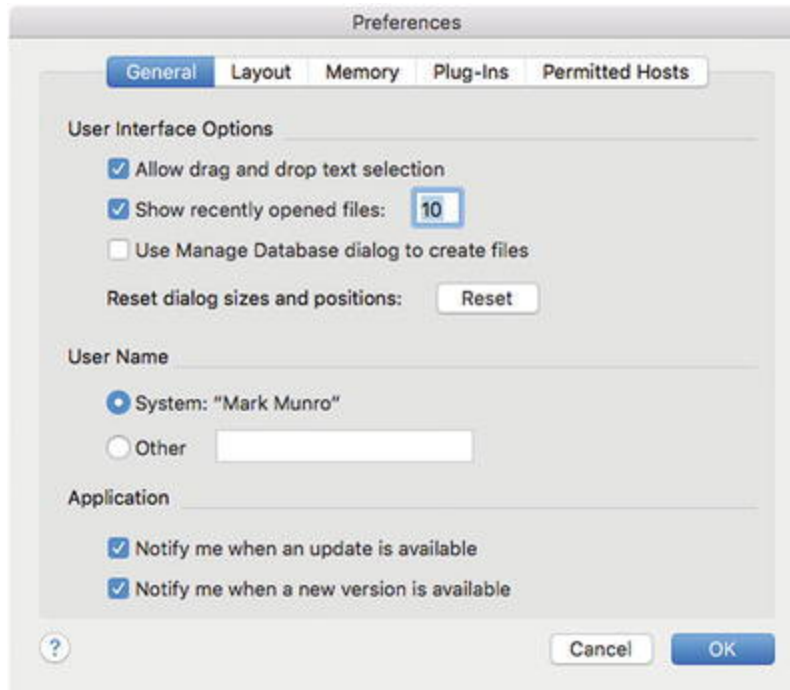 Preferences
General Layout Memory Plug-Ins Permitted Hosts
User Interface Options
Allow drag and drop text selection
Show recently opened files: 10
Use Manage Database dialog to create files
Reset dialog sizes and positions: Reset
User Name
System: “Mark Munro”
Other
Application
Notify me when an update is available
Notify me when a new version is available
? Cancel OK